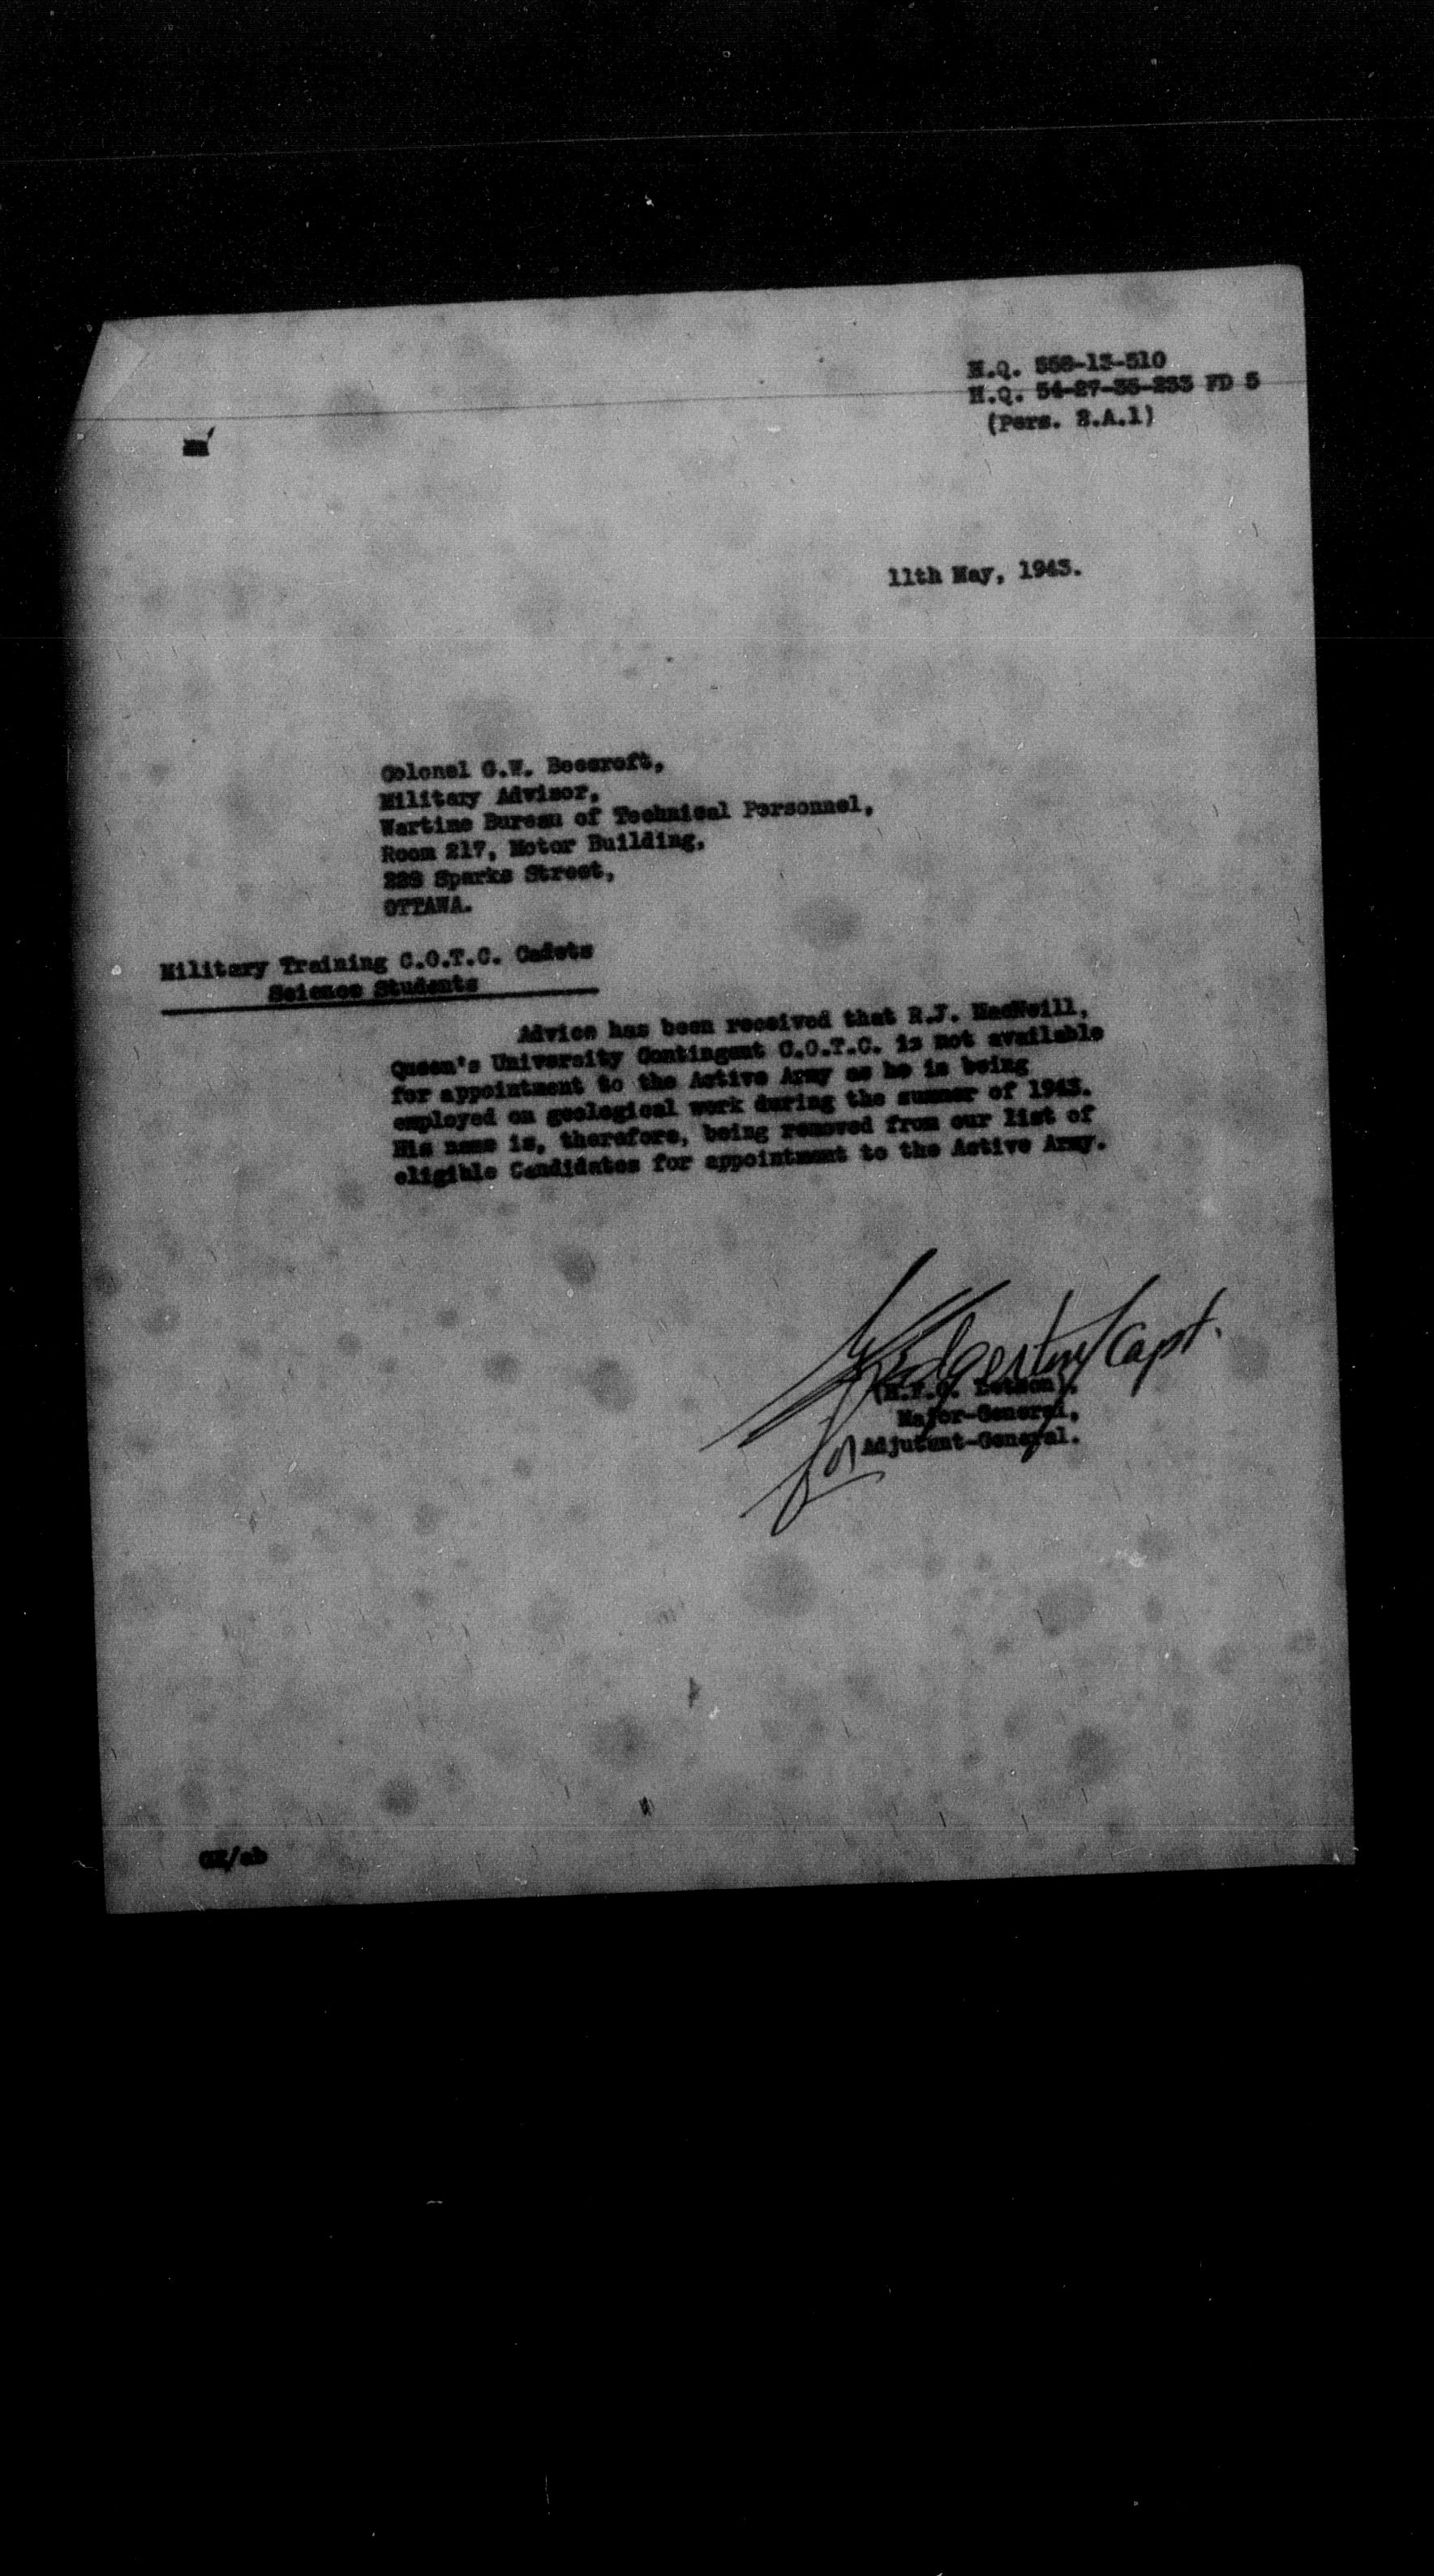 H.Q. 558-13-510
H.Q. 54-27-35-233 FD 5
(Pers. 2.A.1)
11th May, 1943.
Colonel G.W. Beecroft,
Military Advisor,
Wartime Bureau of Technical Personnel,
Room 217, Motor Building,
238 Sparks Street,
OTTAWA.
Military Training C.O.T.C. Cadets
Science Students
Advice has been received that R.J. MacNeill,
Queen's University Contingent C.O.T.C. is not available
for appointment to the Active Army as he is being
employed on geological work during the summer of 1943.
His name is, therefore, being removed from our list of
eligible Candidates for appointment to the Active Army.
Capt.
(H.F.G. Letson),
Major-General,
for Adjutant-General.